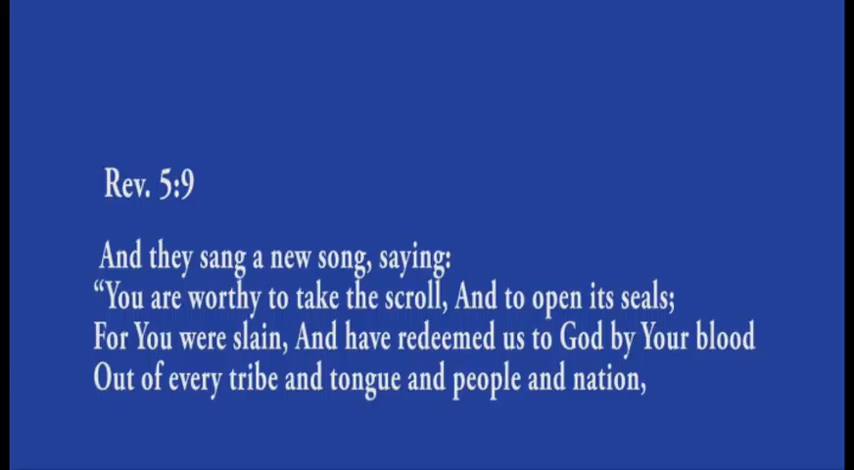 Rev. 5:9
And they sang a new song, saying:
“You are worthy to take the scroll, And to open its seals;
For You were slain, And have redeemed us to God by Your blood
Out of every tribe and tongue and people and nation,